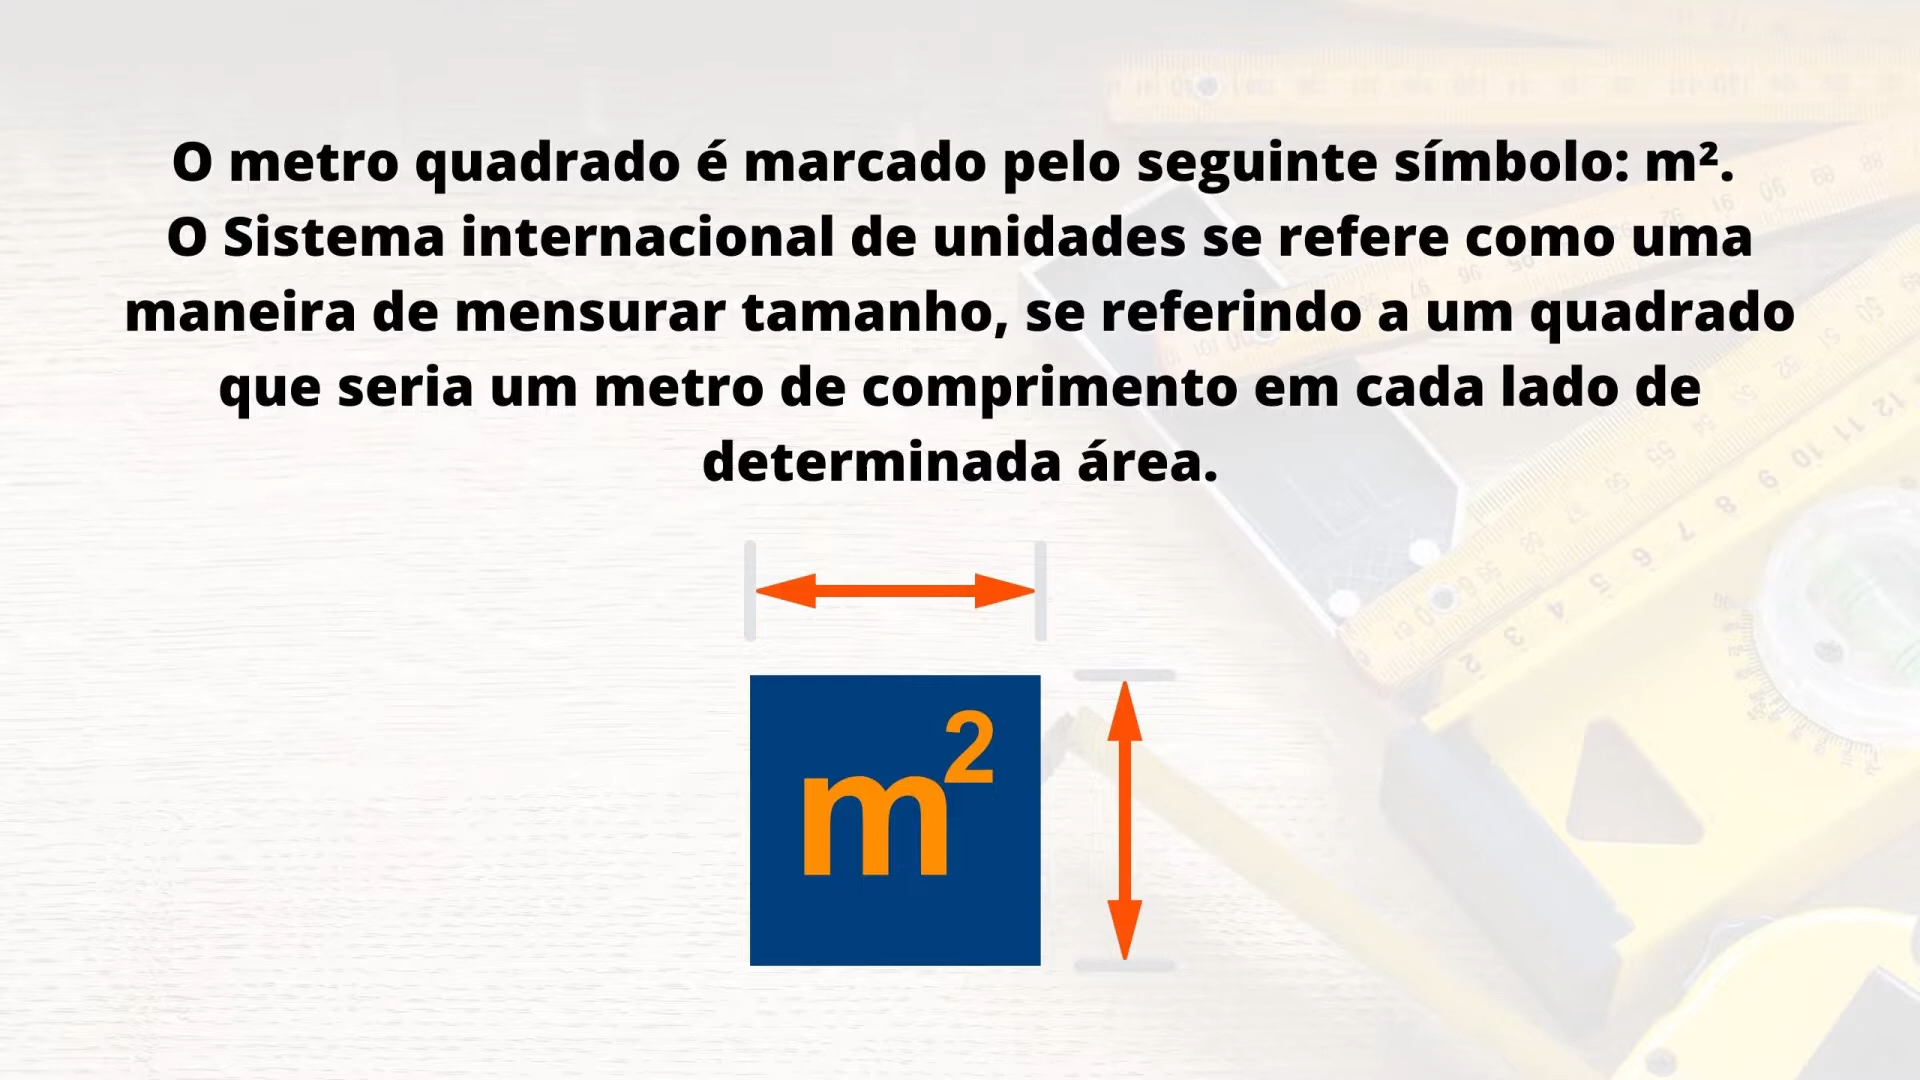 O metro quadrado é marcado pelo seguinte símbolo: m².
O Sistema internacional de unidades se refere como uma
maneira de mensurar tamanho, se referindo a um quadrado
que seria um metro de comprimento em cada lado de
determinada área.
m²